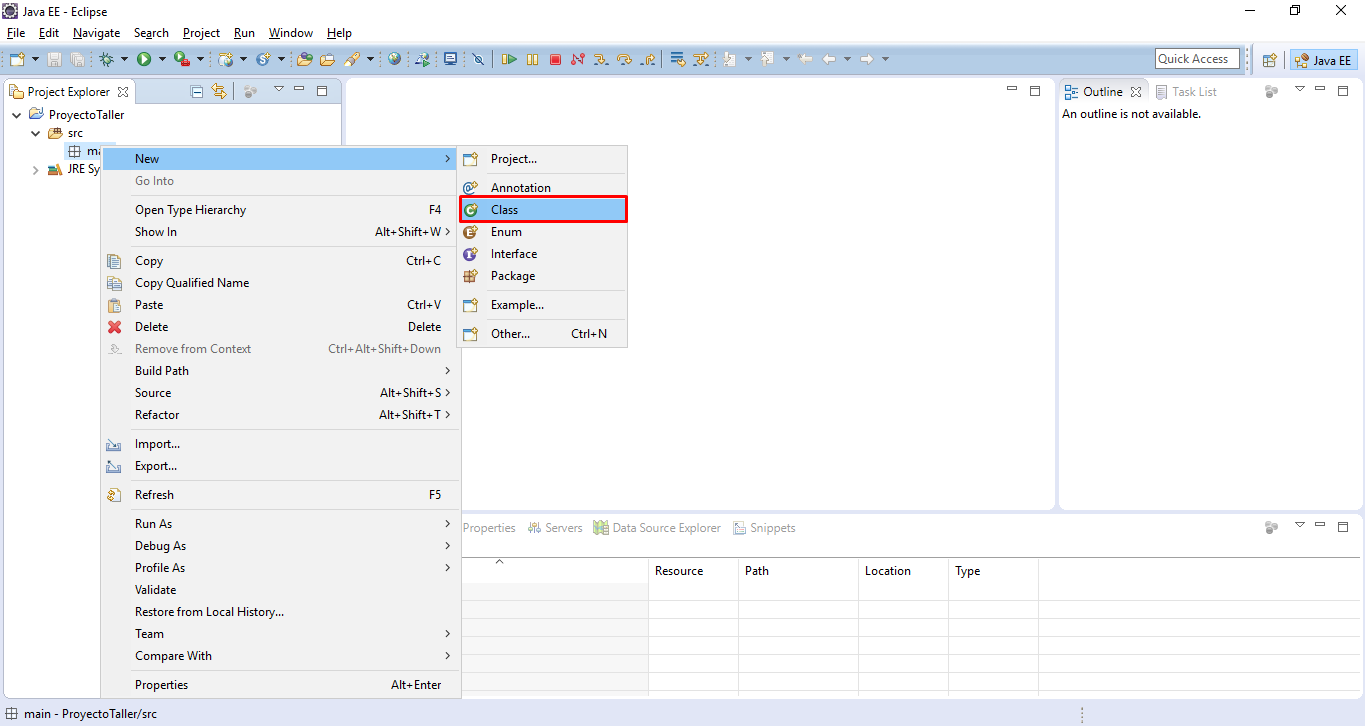 Java EE - Eclipse
File Edit Navigate Search Project Run Window Help
Quick Access
Java EE
Project Explorer
ProyectoTaller
src
JRE Sy
New
Go Into
Open Type Hierarchy F4
Show In Alt+Shift+W
Copy Ctrl+C
Copy Qualified Name
Paste Ctrl+V
Delete Delete
Remove from Context Ctrl+Alt+Shift+Down
Build Path
Source Alt+Shift+S
Refactor Alt+Shift+T
Import...
Export...
Refresh F5
Run As
Debug As
Profile As
Validate
Restore from Local History...
Team
Compare With
Properties Alt+Enter
Project...
Annotation
Class
Enum
Interface
Package
Example...
Other... Ctrl+N
Outline Task List
An outline is not available.
Properties Servers Data Source Explorer Snippets
Resource Path Location Type
main - ProyectoTaller/src